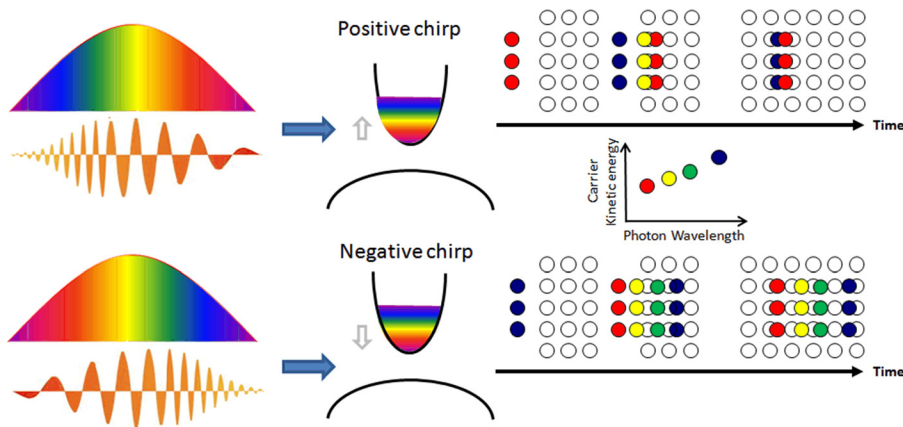 Positive chirp
Time
Carrier
Kinetic energy
Photon Wavelength
Negative chirp
Time